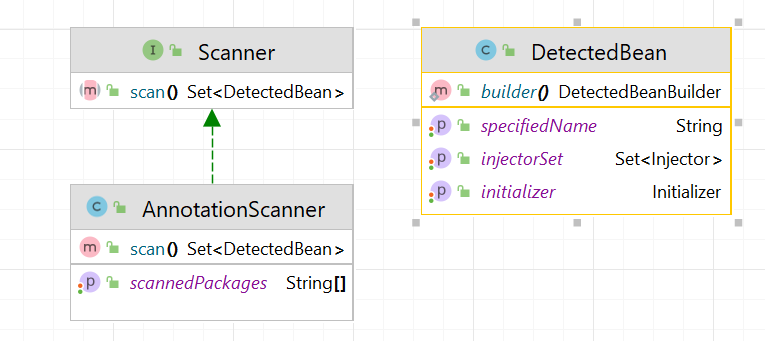 I Scanner
m scan() Set<DetectedBean>
C AnnotationScanner
m scan() Set<DetectedBean>
p scannedPackages String[]
C DetectedBean
m builder() DetectedBeanBuilder
p specifiedName String
p injectorSet Set<Injector>
p initializer Initializer